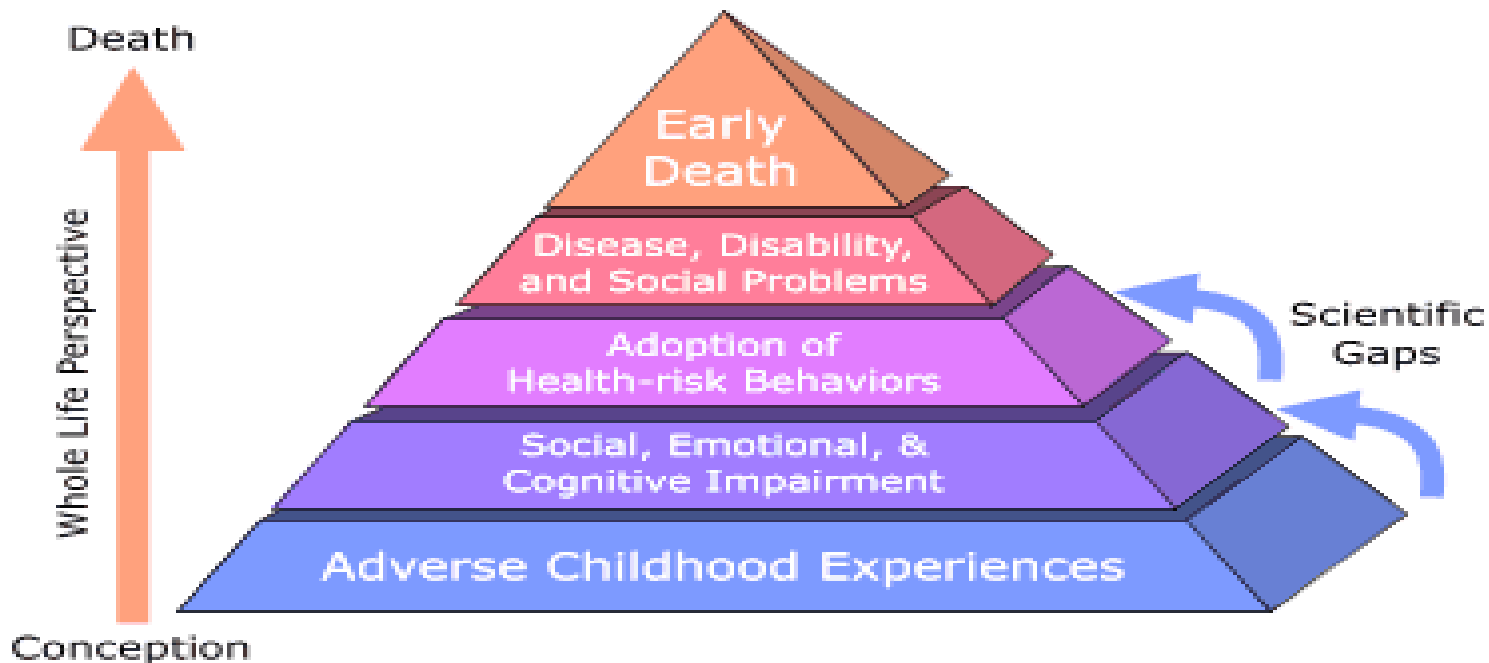 Death
Whole Life Perspective
Conception
Early
Death
Disease, Disability,
and Social Problems
Adoption of
Health-risk Behaviors
Social, Emotional, &
Cognitive Impairment
Adverse Childhood Experiences
Scientific
Gaps